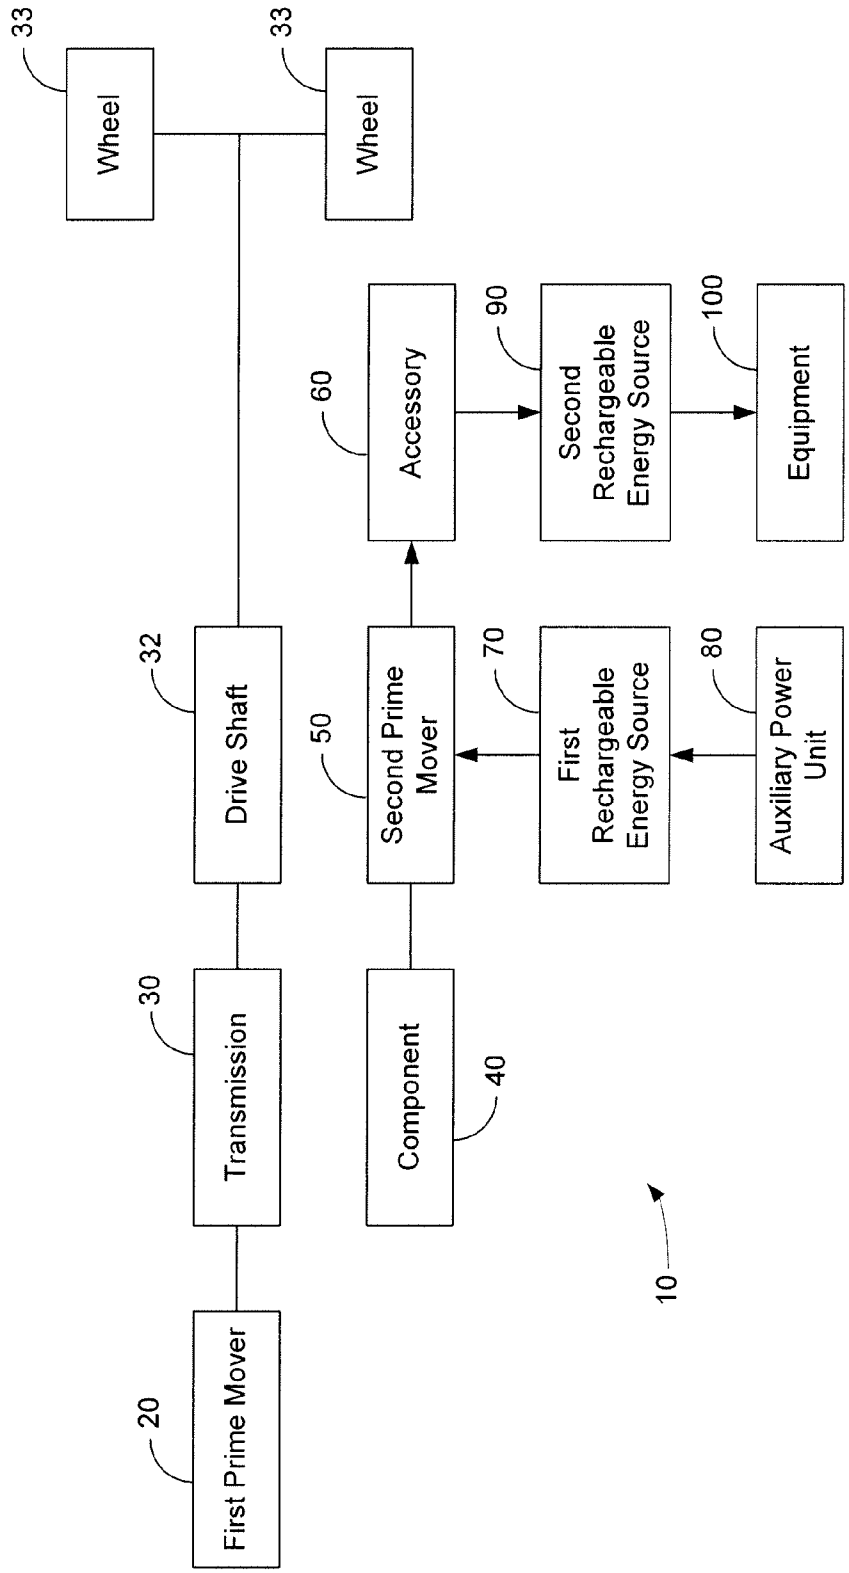 33
Wheel
33
Wheel
20
First Prime Mover
30
Transmission
32
Drive Shaft
40
Component
50
Second Prime
Mover
60
Accessory
70
First
Rechargeable
Energy Source
90
Second
Rechargeable
Energy Source
80
Auxiliary Power
Unit
100
Equipment
10